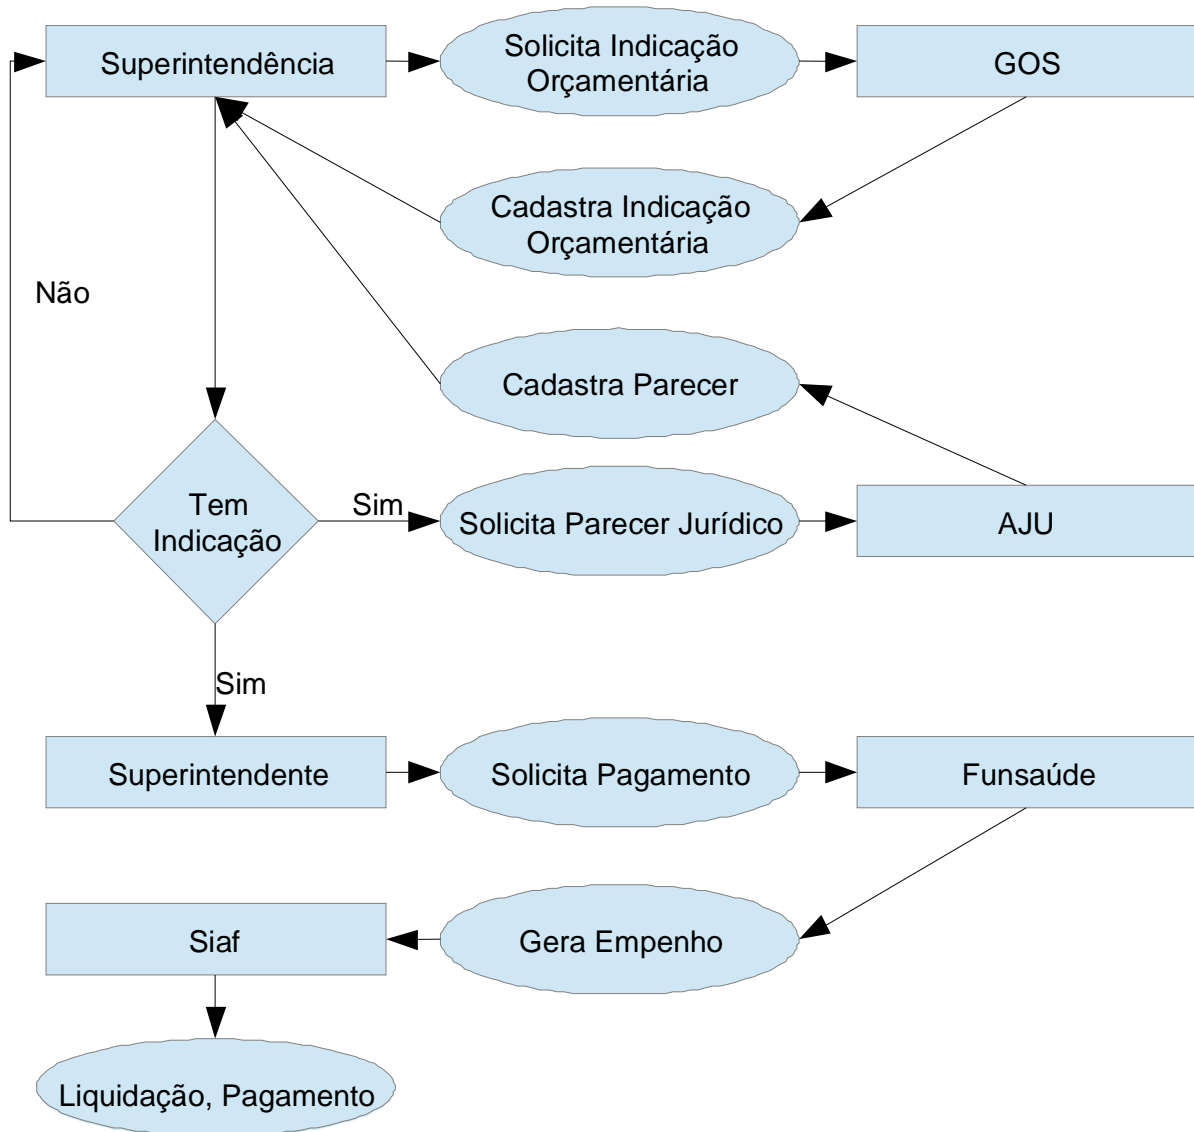 Superintendência
Solicita Indicação
Orçamentária
GOS
Cadastra Indicação
Orçamentária
Não
Cadastra Parecer
Tem
Indicação
Sim
Solicita Parecer Jurídico
AJU
Sim
Superintendente
Solicita Pagamento
Funsaúde
Siaf
Gera Empenho
Liquidação, Pagamento